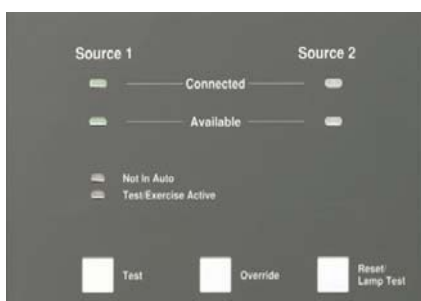 Source 1 Source 2
Connected
Available
Not In Auto
Test/Exercise Active
Test Override Reset/
Lamp Test